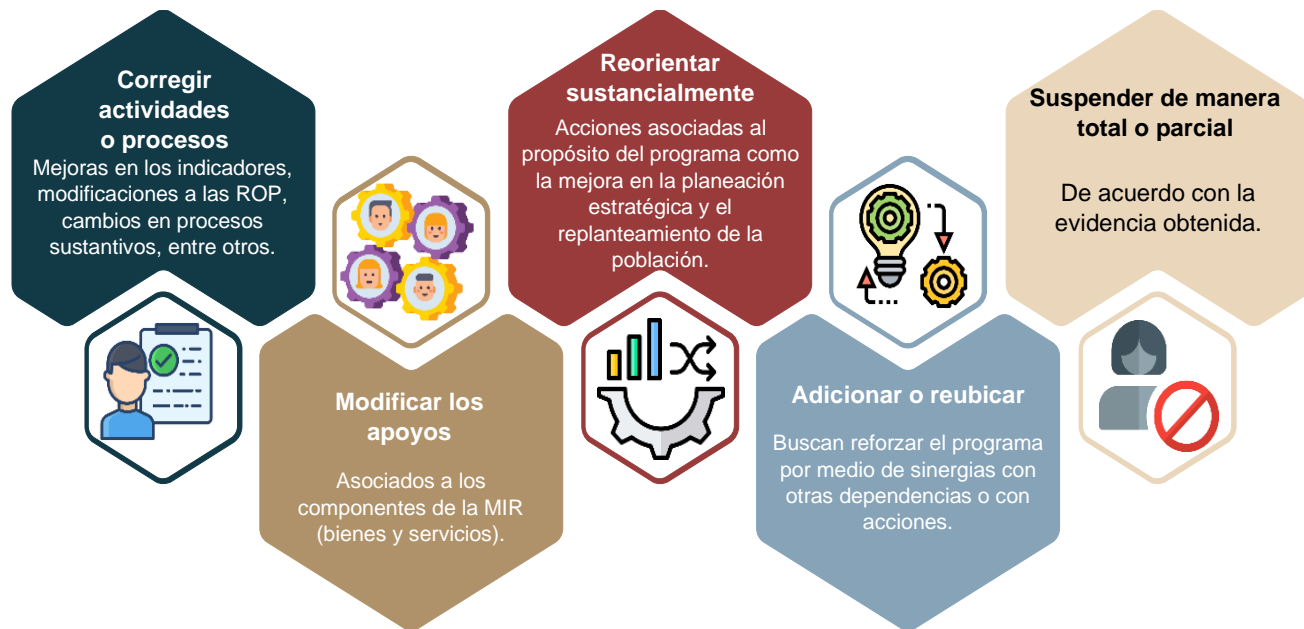 Corregir
actividades
o procesos
Mejoras en los indicadores,
modificaciones a las ROP,
cambios en procesos
sustantivos, entre otros.
Modificar los
apoyos
Asociados a los
componentes de la MIR
(bienes y servicios).
Reorientar
sustancialmente
Acciones asociadas al
propósito del programa como
la mejora en la planeación
estratégica y el
replanteamiento de la
población.
Adicionar o reubicar
Buscan reforzar el programa
por medio de sinergias con
otras dependencias o con
acciones.
Suspender de manera
total o parcial
De acuerdo con la
evidencia obtenida.